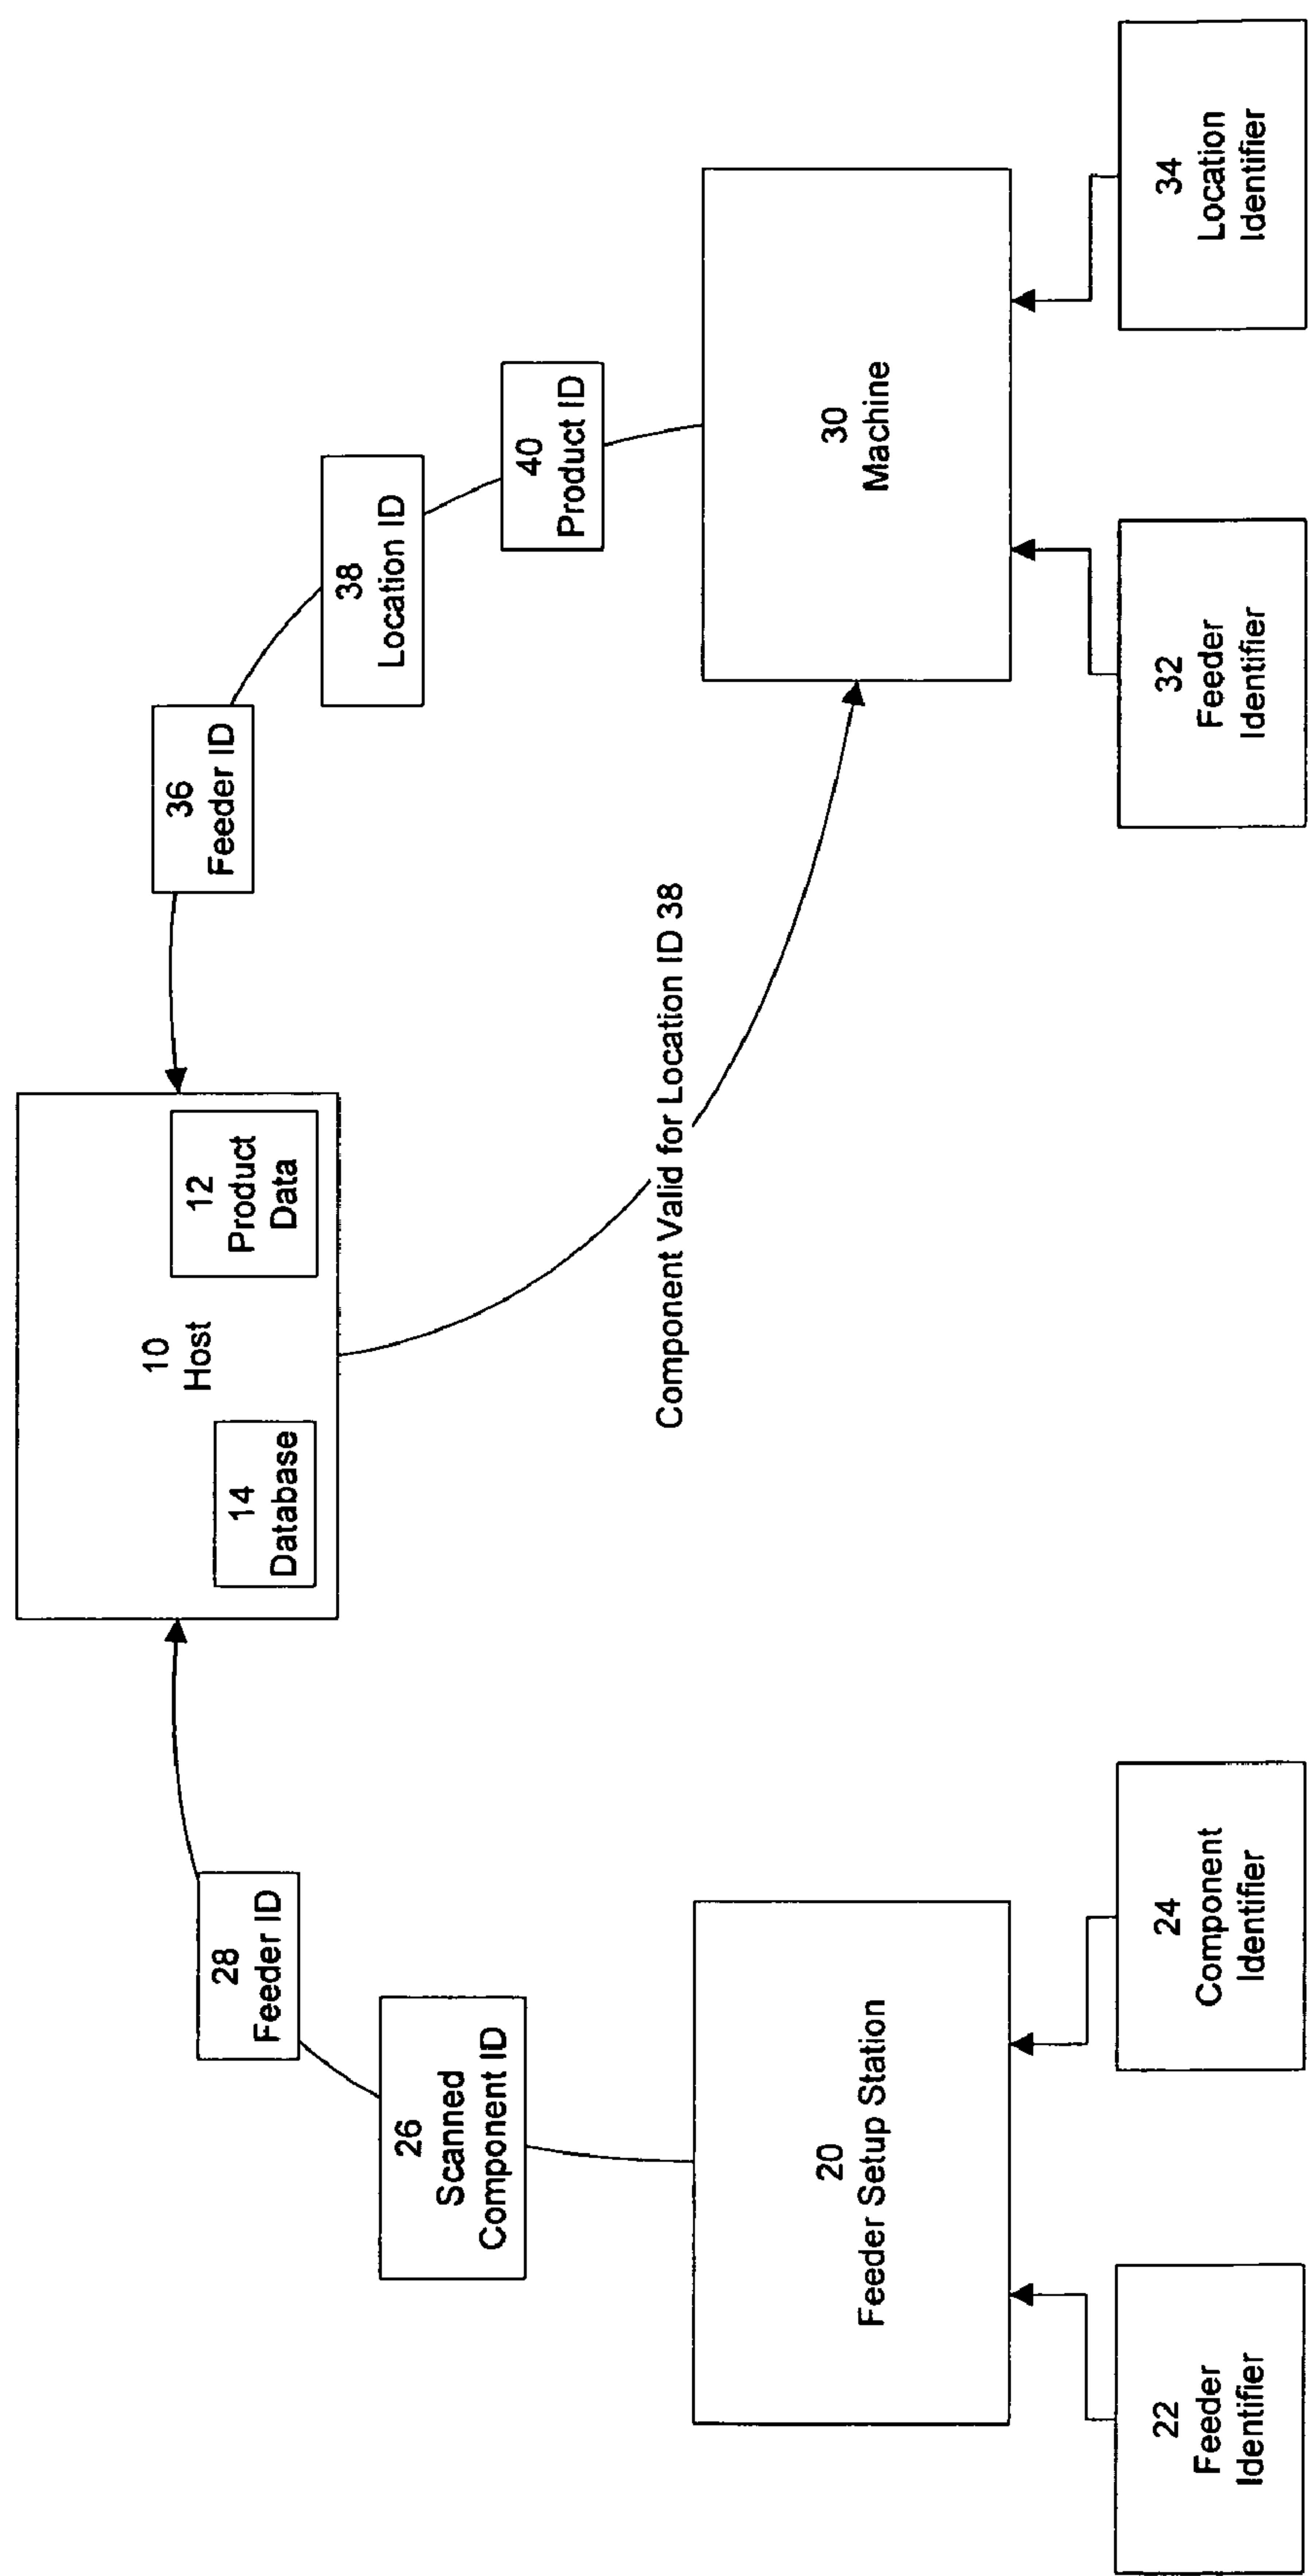 10
Host
14
Database
12
Product
Data
28
Feeder ID
36
Feeder ID
26
Scanned
Component ID
38
Location ID
40
Product ID
Component Valid for Location ID 38
20
Feeder Setup Station
30
Machine
22
Feeder
Identifier
24
Component
Identifier
32
Feeder
Identifier
34
Location
Identifier